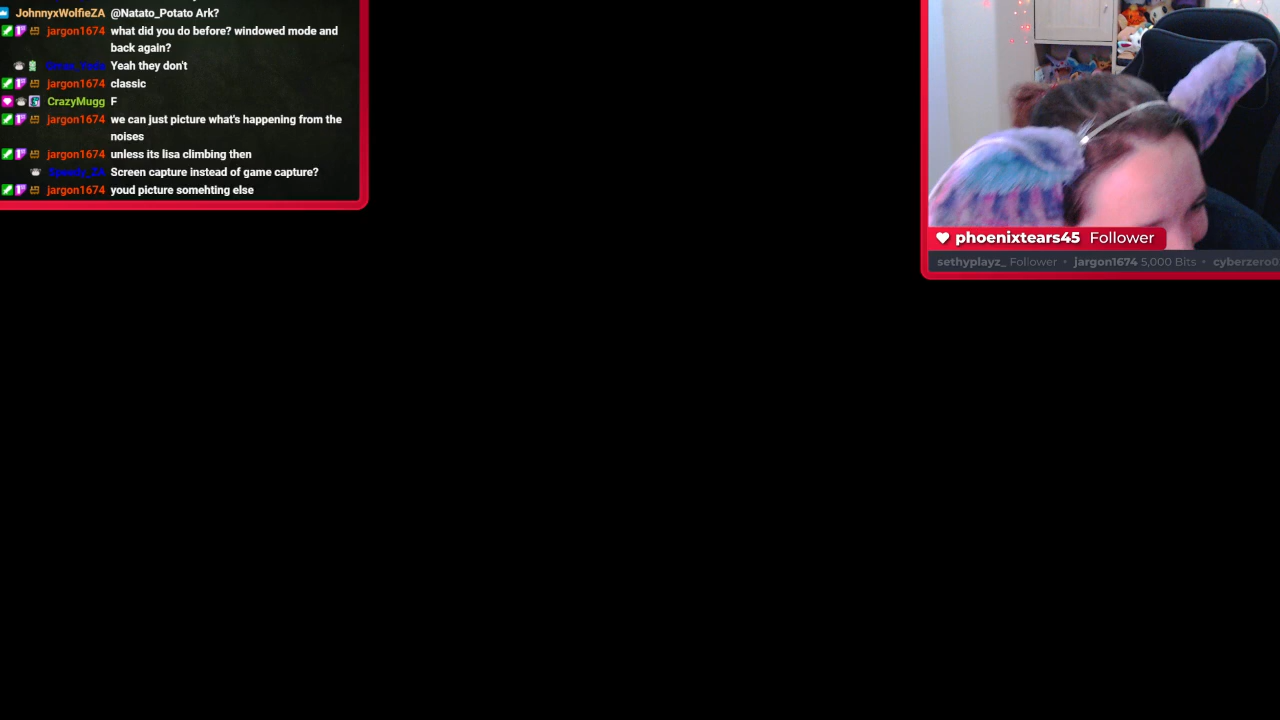 JohnnyxWolfieZA @Natato_Potato Ark?
jargon1674 what did you do before? windowed mode and
back again?
Yeah they don't
jargon1674 classic
CrazyMugg F
jargon1674 we can just picture what's happening from the
noises
jargon1674 unless its lisa climbing then
Speedy_ZA Screen capture instead of game capture?
jargon1674 youd picture somehting else
phoenixtears45 Follower
sethyplayz_ Follower • jargon1674 5,000 Bits • cyberzero0